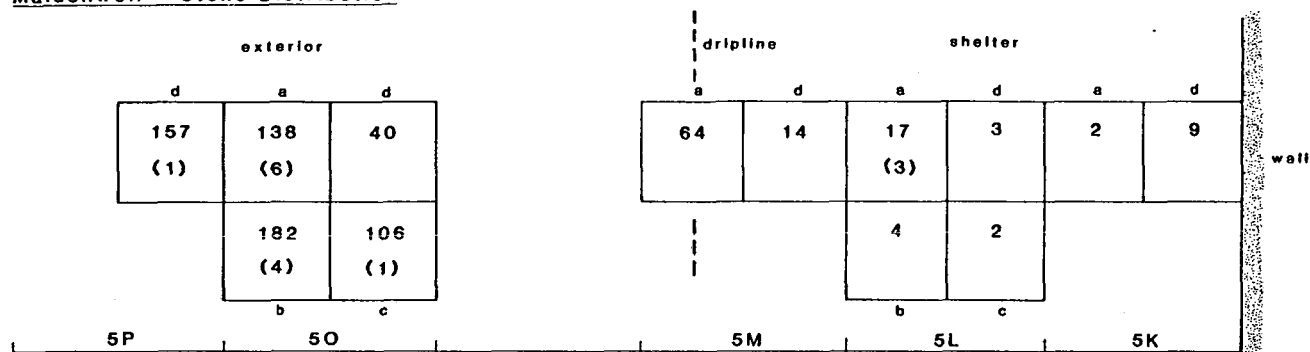 exterior dripline shelter
d a d a d a d a d
157 138 40 64 14 17 3 2 9
(1) (6) (3) wall
182 106 4 2
(4) (1)
b c b c
5P 5O 5M 5L 5K